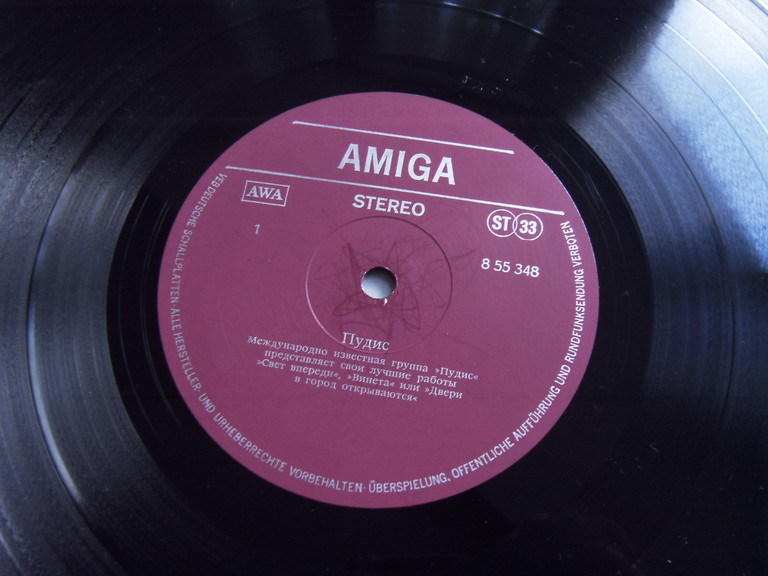 AMIGA
AWA
STEREO
ST 33
1
8 55 348
Пудис
Международно известная группа »Пудис«
представляет свои лучшие работы
»Свет впереди«, »Винета« или »Двери
в город открываются«
VEB DEUTSCHE SCHALLPLATTEN · ALLE HERSTELLER- UND URHEBERRECHTE VORBEHALTEN · ÜBERSPIELUNG, ÖFFENTLICHE AUFFÜHRUNG UND RUNDFUNKSENDUNG VERBOTEN